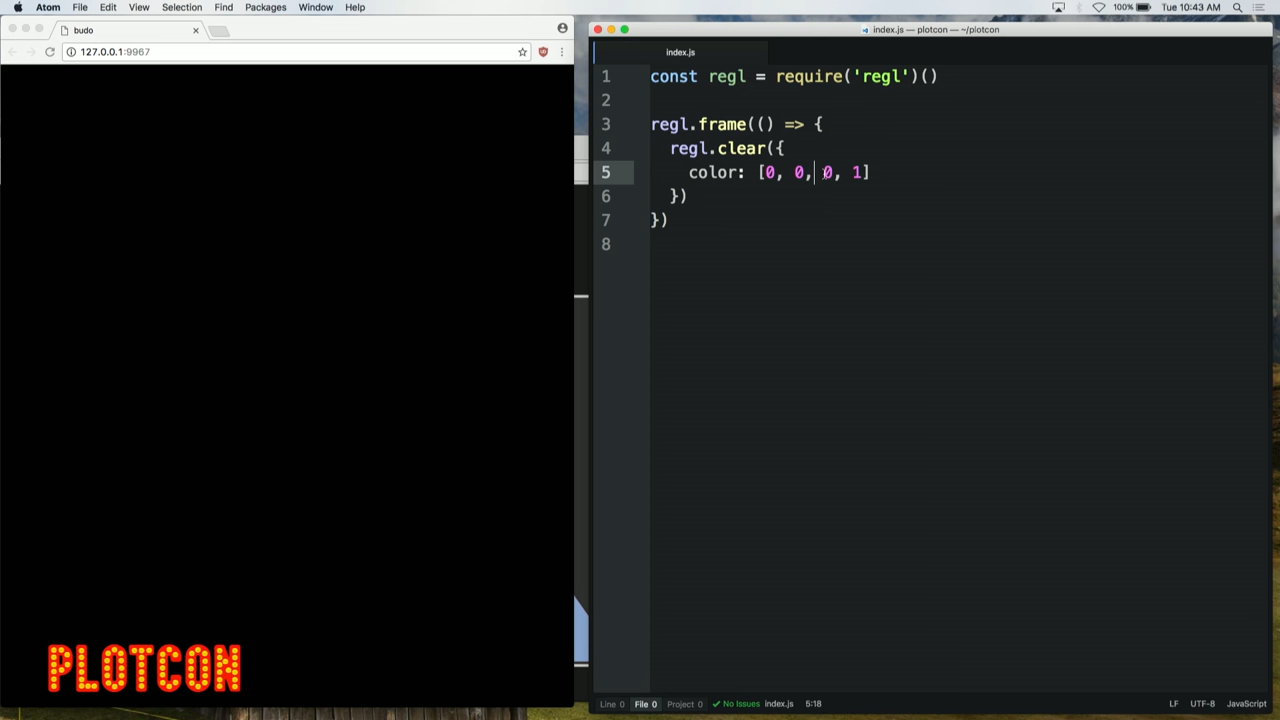 Atom File Edit View Selection Find Packages Window Help 100% Tue 10:43 AM
budo
127.0.0.1:9967
index.js — plotcon — ~/plotcon
index.js
1 const regl = require('regl')()
2
3 regl.frame(() => {
4 regl.clear({
5 color: [0, 0, 0, 1]
6 })
7 })
8
PLOTCON
Line 0 File 0 Project 0 No Issues index.js 5:18 LF UTF-8 JavaScript